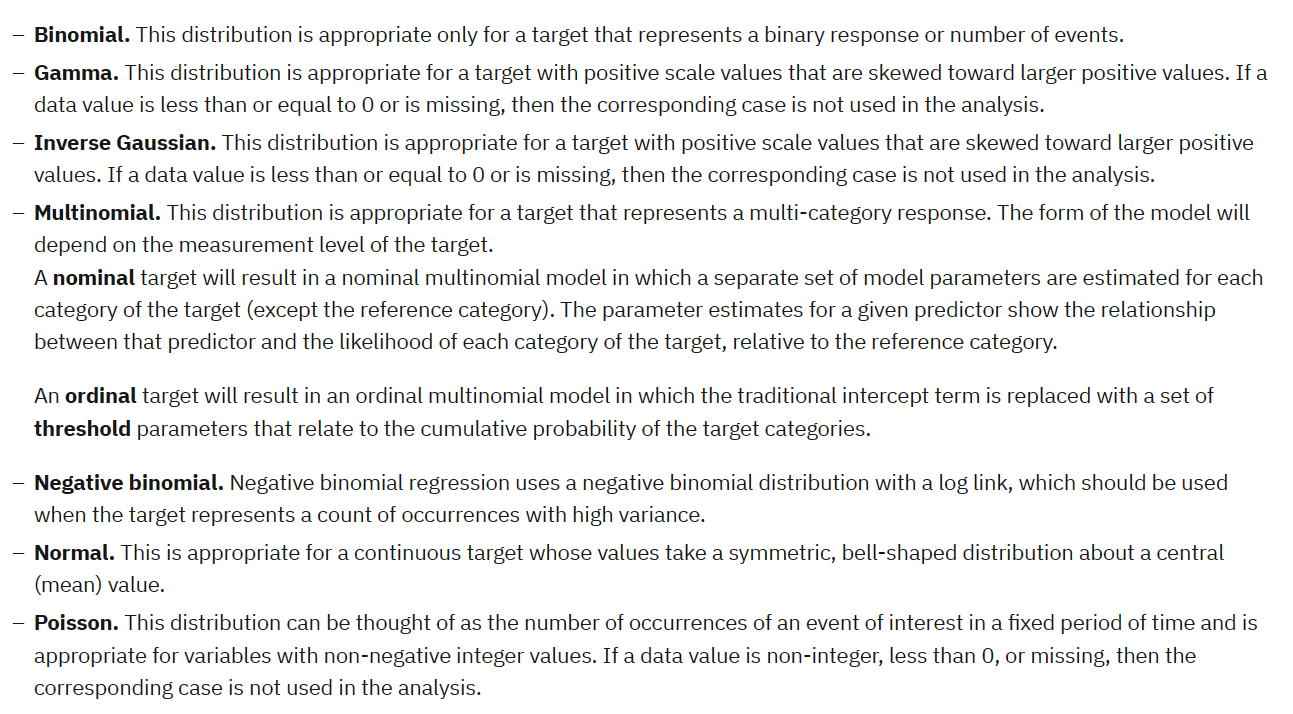 – Binomial. This distribution is appropriate only for a target that represents a binary response or number of events.
– Gamma. This distribution is appropriate for a target with positive scale values that are skewed toward larger positive values. If a
data value is less than or equal to 0 or is missing, then the corresponding case is not used in the analysis.
– Inverse Gaussian. This distribution is appropriate for a target with positive scale values that are skewed toward larger positive
values. If a data value is less than or equal to 0 or is missing, then the corresponding case is not used in the analysis.
– Multinomial. This distribution is appropriate for a target that represents a multi-category response. The form of the model will
depend on the measurement level of the target.
A nominal target will result in a nominal multinomial model in which a separate set of model parameters are estimated for each
category of the target (except the reference category). The parameter estimates for a given predictor show the relationship
between that predictor and the likelihood of each category of the target, relative to the reference category.
An ordinal target will result in an ordinal multinomial model in which the traditional intercept term is replaced with a set of
threshold parameters that relate to the cumulative probability of the target categories.
– Negative binomial. Negative binomial regression uses a negative binomial distribution with a log link, which should be used
when the target represents a count of occurrences with high variance.
– Normal. This is appropriate for a continuous target whose values take a symmetric, bell-shaped distribution about a central
(mean) value.
– Poisson. This distribution can be thought of as the number of occurrences of an event of interest in a fixed period of time and is
appropriate for variables with non-negative integer values. If a data value is non-integer, less than 0, or missing, then the
corresponding case is not used in the analysis.